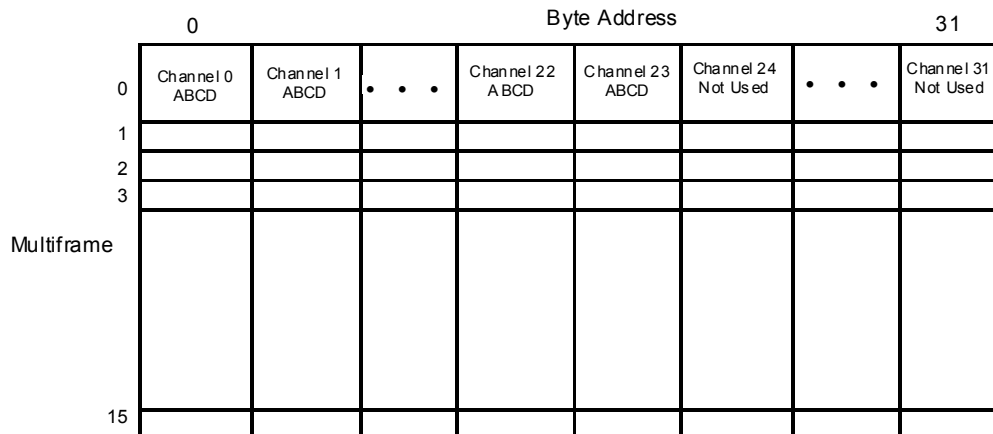 Byte Address
0 31
0 Channel 0 Channel 1 • • • Channel 22 Channel 23 Channel 24 • • • Channel 31
ABCD ABCD ABCD ABCD Not Used Not Used
1
2
3
Multiframe
15